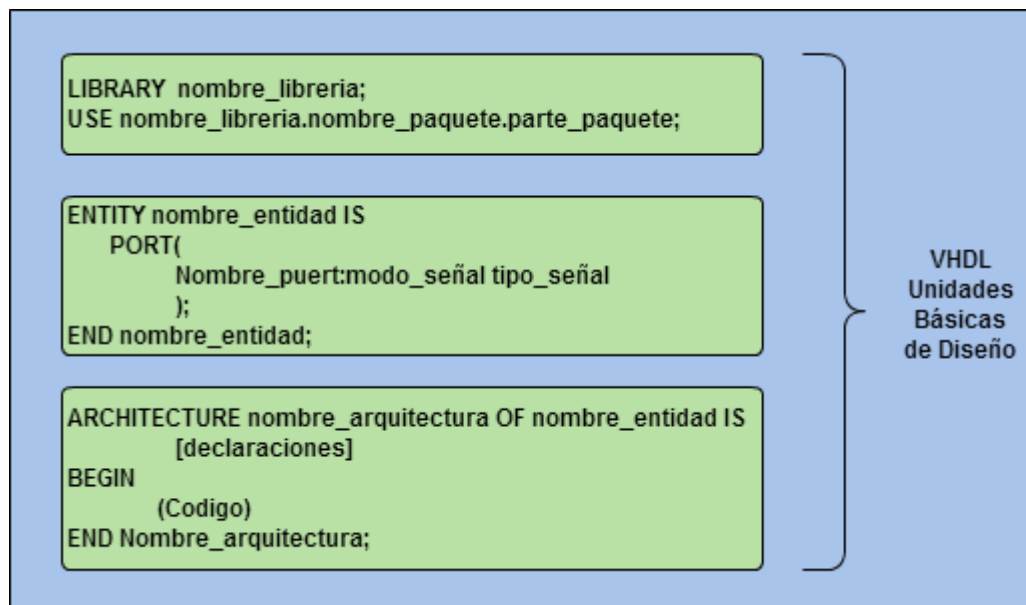 LIBRARY nombre_libreria;
USE nombre_libreria.nombre_paquete.parte_paquete;
ENTITY nombre_entidad IS
PORT(
Nombre_puert:modo_señal tipo_señal
);
END nombre_entidad;
ARCHITECTURE nombre_arquitectura OF nombre_entidad IS
[declaraciones]
BEGIN
(Codigo)
END Nombre_arquitectura;
VHDL
Unidades
Básicas
de Diseño